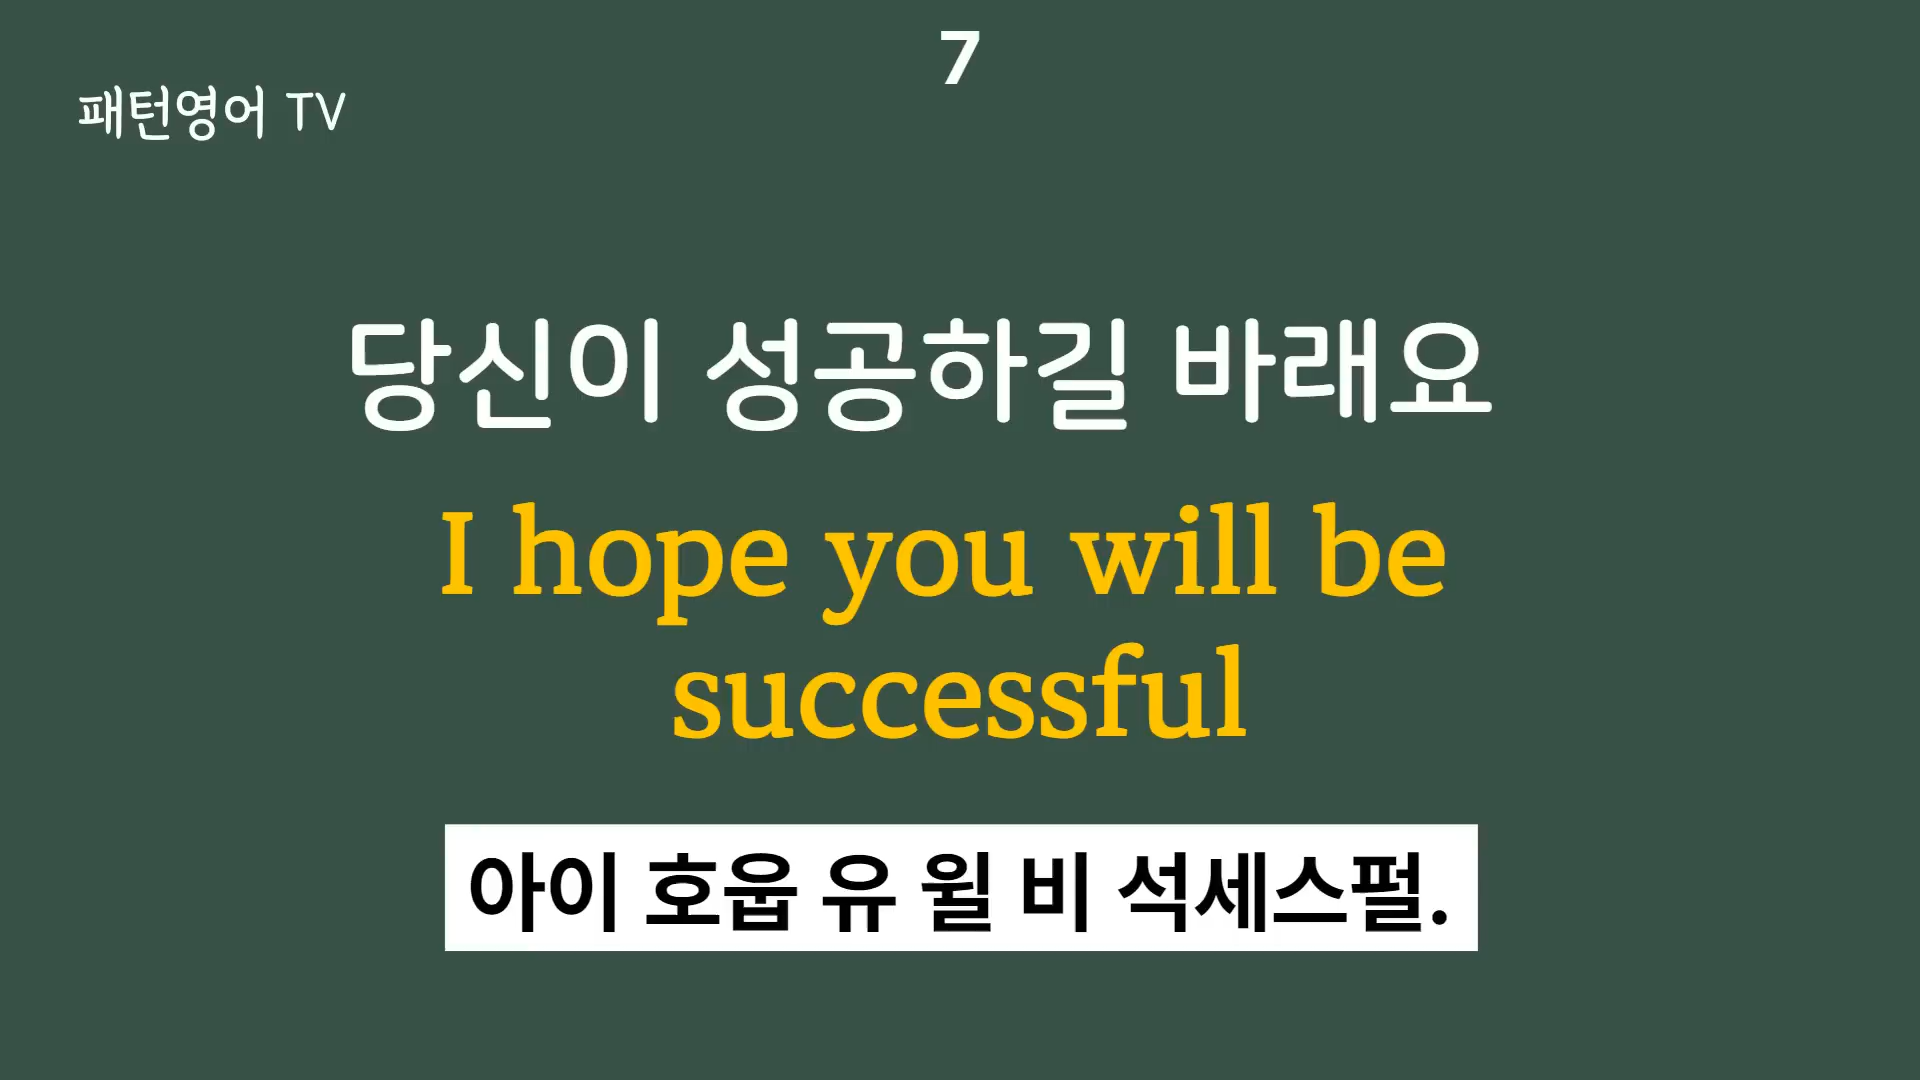 7
패턴영어 TV
당신이 성공하길 바래요
I hope you will be
successful
아이 호웁 유 윌 비 석세스펄.